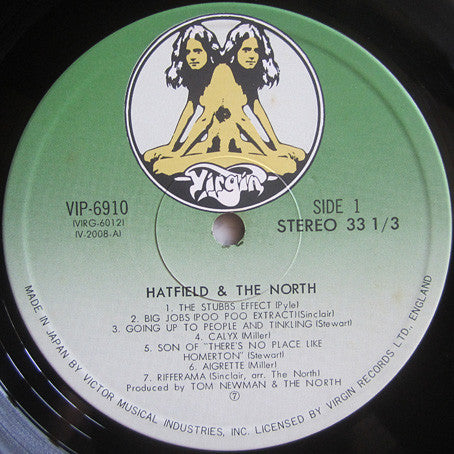 Virgin
VIP-6910
(VIRG-6012)
IV-2008-A)
SIDE 1
STEREO 33 1/3
HATFIELD & THE NORTH
1. THE STUBBS EFFECT (Pyle)
2. BIG JOBS (POO POO EXTRACT) (Sinclair)
3. GOING UP TO PEOPLE AND TINKLING (Stewart)
4. CALYX (Miller)
5. SON OF "THERE'S NO PLACE LIKE
HOMERTON" (Stewart)
6. AIGRETTE (Miller)
7. RIFFERAMA (Sinclair, arr. The North)
Produced by TOM NEWMAN & THE NORTH
⑦
MADE IN JAPAN BY VICTOR MUSICAL INDUSTRIES, INC. LICENSED BY VIRGIN RECORDS LTD., ENGLAND